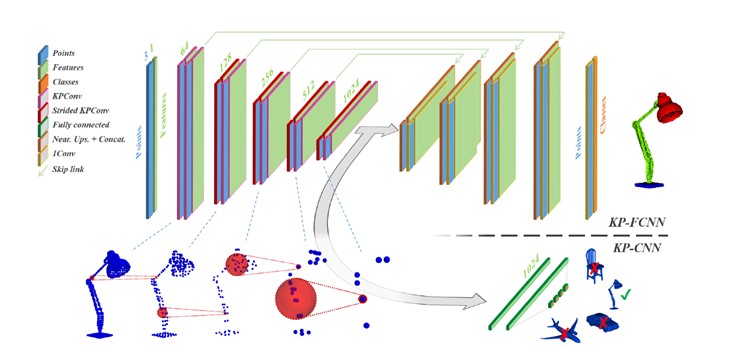 Points
Features
Classes
KPConv
Strided KPConv
Fully connected
Near. Ups. + Concat.
1Conv
Skip link
3
1
64
128
256
512
1024
Points
Features
Points
Classes
KP-FCNN
KP-CNN
1024